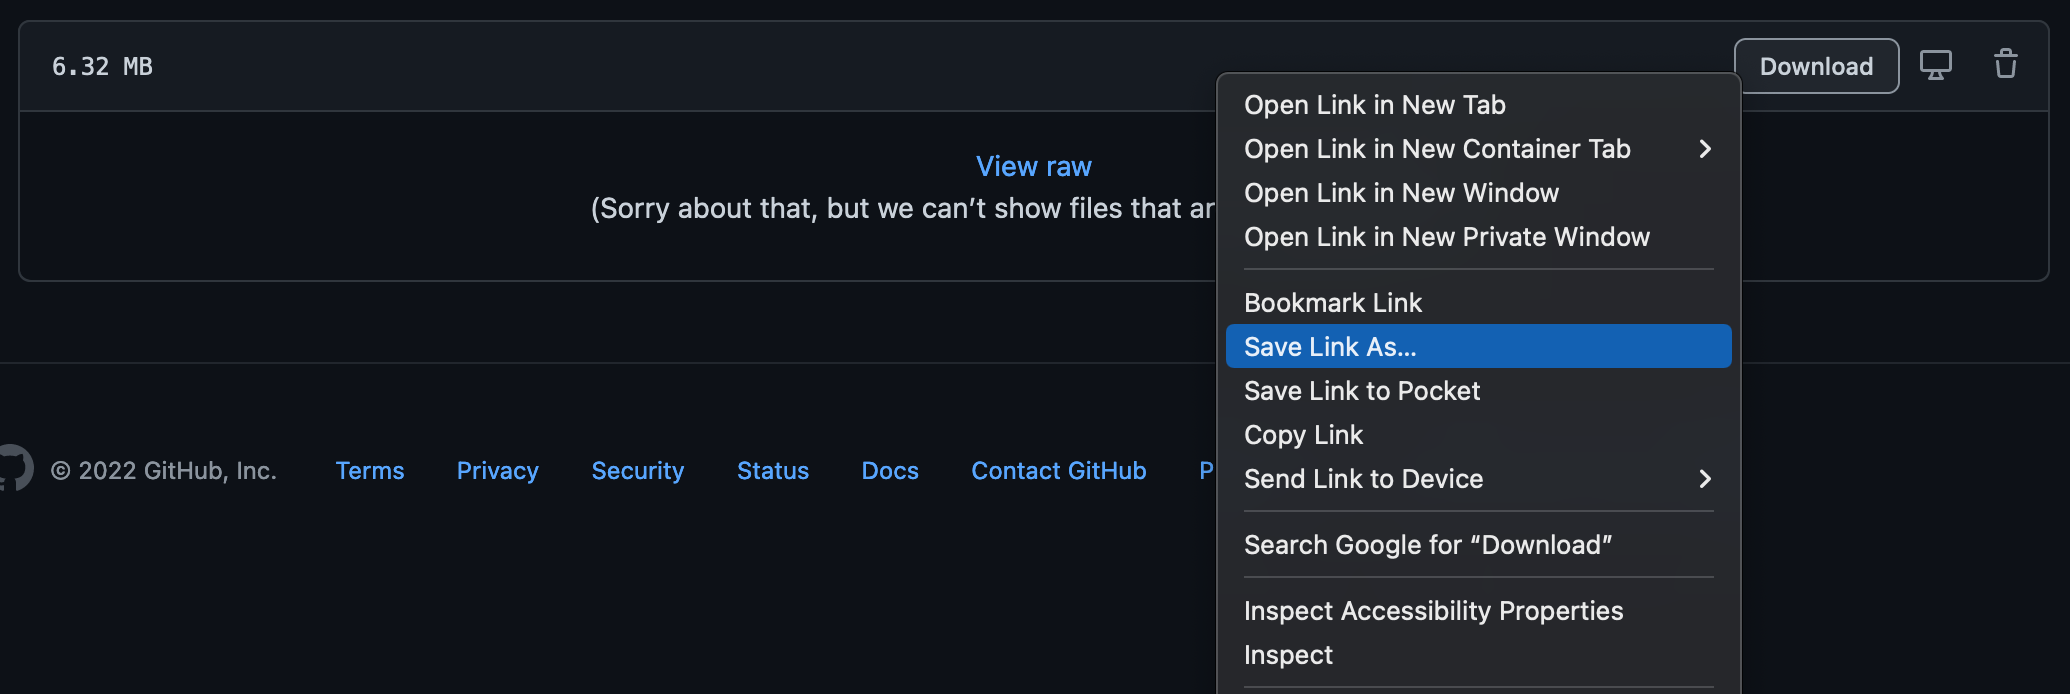 6.32 MB
Download
View raw
(Sorry about that, but we can’t show files that ar
Open Link in New Tab
Open Link in New Container Tab
Open Link in New Window
Open Link in New Private Window
Bookmark Link
Save Link As...
Save Link to Pocket
Copy Link
Send Link to Device
Search Google for “Download”
Inspect Accessibility Properties
Inspect
© 2022 GitHub, Inc. Terms Privacy Security Status Docs Contact GitHub P